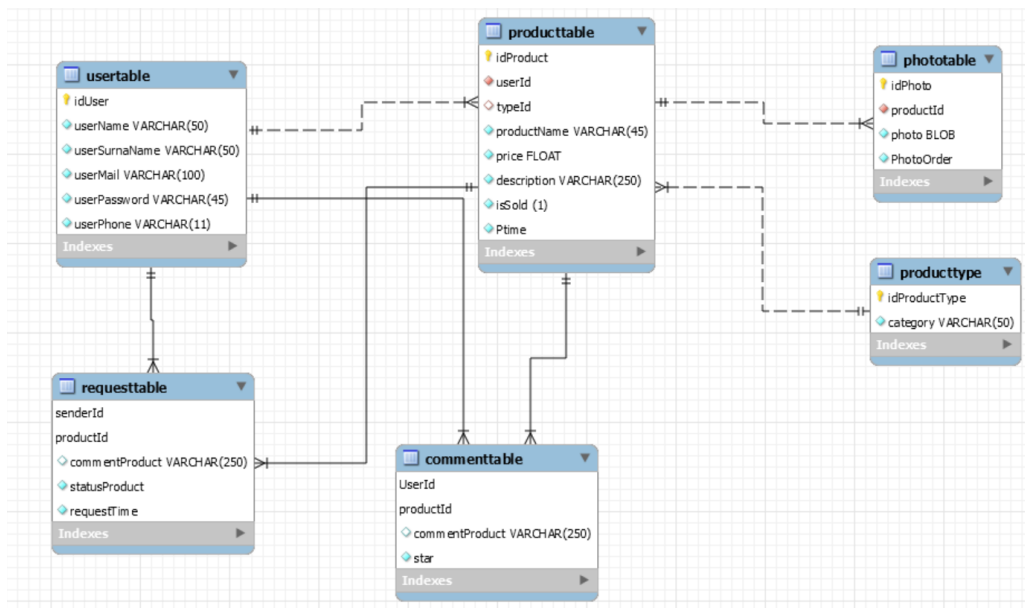 usertable
idUser
userName VARCHAR(50)
userSurnaName VARCHAR(50)
userMail VARCHAR(100)
userPassword VARCHAR(45)
userPhone VARCHAR(11)
Indexes
producttable
idProduct
userId
typeId
productName VARCHAR(45)
price FLOAT
description VARCHAR(250)
isSold (1)
Ptime
Indexes
phototable
idPhoto
productId
photo BLOB
PhotoOrder
Indexes
producttype
idProductType
category VARCHAR(50)
Indexes
requesttable
senderId
productId
commentProduct VARCHAR(250)
statusProduct
requestTime
Indexes
commenttable
UserId
productId
commentProduct VARCHAR(250)
star
Indexes